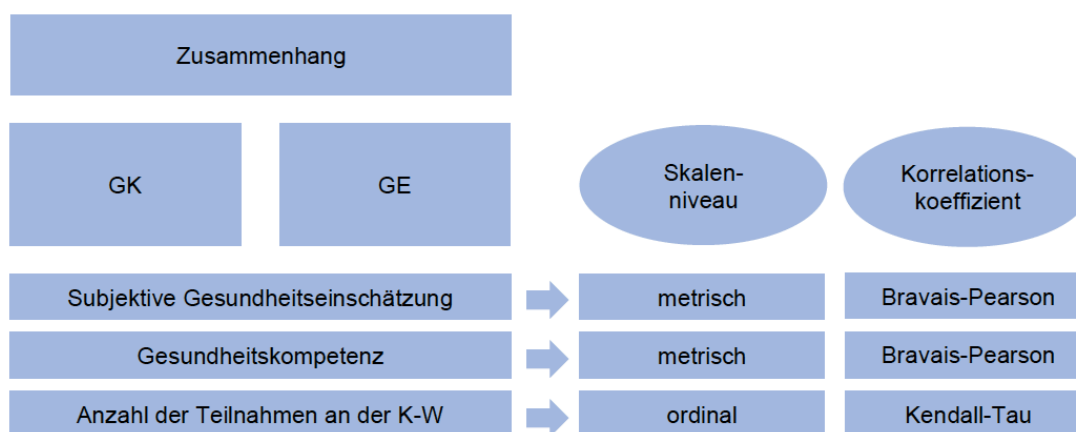 Zusammenhang
GK
GE
Skalen-
niveau
Korrelations-
koeffizient
Subjektive Gesundheitseinschätzung
metrisch
Bravais-Pearson
Gesundheitskompetenz
metrisch
Bravais-Pearson
Anzahl der Teilnahmen an der K-W
ordinal
Kendall-Tau